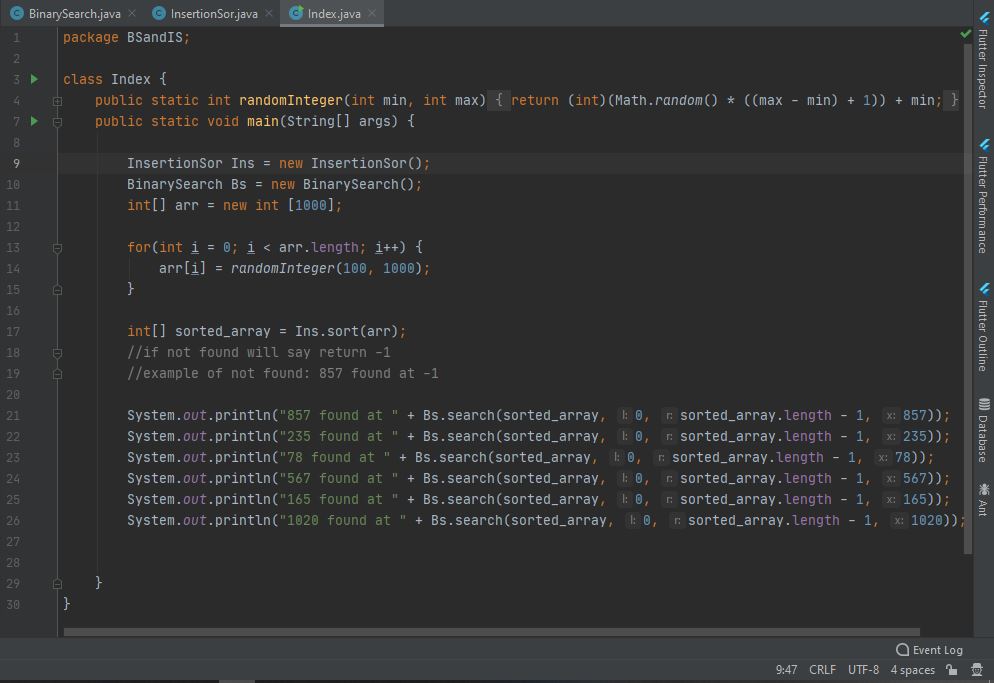 BinarySearch.java × InsertionSor.java × Index.java ×
1 package BSandIS;
2
3 class Index {
4 public static int randomInteger(int min, int max) { return (int)(Math.random() * ((max - min) + 1)) + min; }
7 public static void main(String[] args) {
8
9 InsertionSor Ins = new InsertionSor();
10 BinarySearch Bs = new BinarySearch();
11 int[] arr = new int [1000];
12
13 for(int i = 0; i < arr.length; i++) {
14 arr[i] = randomInteger(100, 1000);
15 }
16
17 int[] sorted_array = Ins.sort(arr);
18 //if not found will say return -1
19 //example of not found: 857 found at -1
20
21 System.out.println("857 found at " + Bs.search(sorted_array, l: 0, r: sorted_array.length - 1, x: 857));
22 System.out.println("235 found at " + Bs.search(sorted_array, l: 0, r: sorted_array.length - 1, x: 235));
23 System.out.println("78 found at " + Bs.search(sorted_array, l: 0, r: sorted_array.length - 1, x: 78));
24 System.out.println("567 found at " + Bs.search(sorted_array, l: 0, r: sorted_array.length - 1, x: 567));
25 System.out.println("165 found at " + Bs.search(sorted_array, l: 0, r: sorted_array.length - 1, x: 165));
26 System.out.println("1020 found at " + Bs.search(sorted_array, l: 0, r: sorted_array.length - 1, x: 1020));
27
28
29 }
30 }
Flutter Inspector
Flutter Performance
Flutter Outline
Database
Ant
Event Log
9:47 CRLF UTF-8 4 spaces